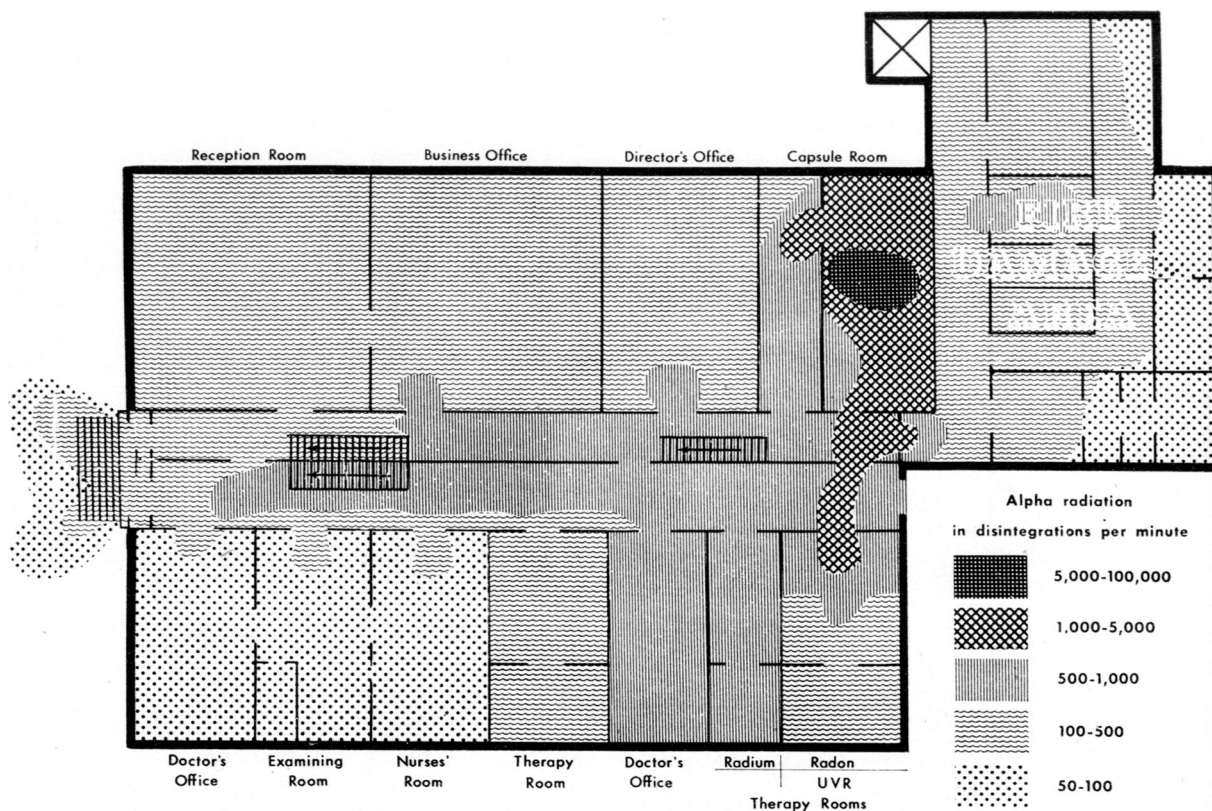 Reception Room
Business Office
Director's Office
Capsule Room
FIRE
DAMAGE
AREA
Alpha radiation
in disintegrations per minute
5,000-100,000
1,000-5,000
500-1,000
100-500
50-100
Doctor's
Office
Examining
Room
Nurses'
Room
Therapy
Room
Doctor's
Office
Radium
Radon
UVR
Therapy Rooms